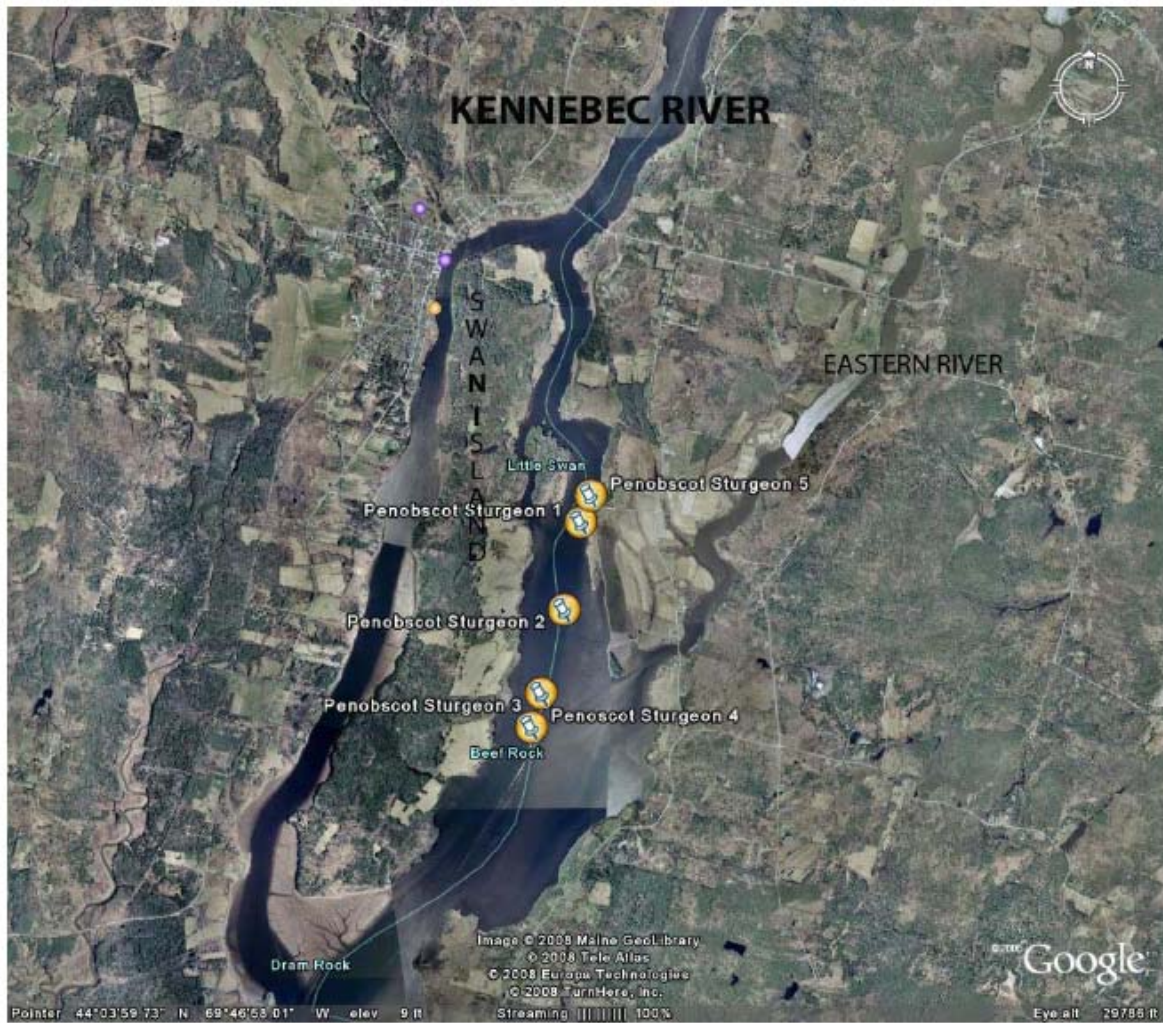 KENNEBEC RIVER
N
SWAN ISLAND
EASTERN RIVER
Little Swan
Penobscot Sturgeon 5
Penobscot Sturgeon 1
Penobscot Sturgeon 2
Penobscot Sturgeon 3
Penoscot Sturgeon 4
Beef Rock
Dram Rock
Image © 2008 Maine GeoLibrary
© 2008 Tele Atlas
© 2008 Europa Technologies
© 2008 TurnHere, Inc.
Google
Pointer 44°03'59.73" N 69°46'58.01" W elev 9 ft Streaming 100% Eye alt 29786 ft